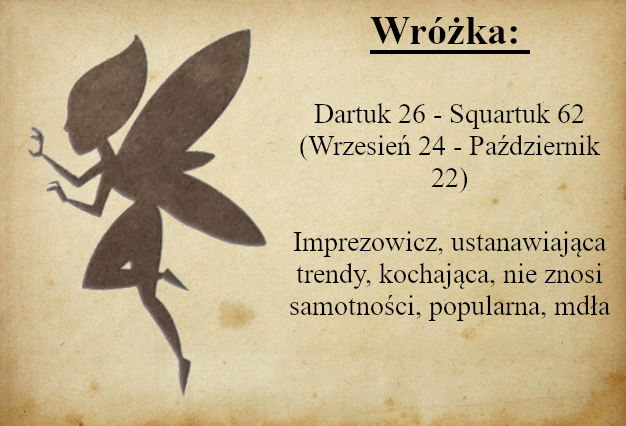 Wróżka:
Dartuk 26 - Squartuk 62
(Wrzesień 24 - Październik
22)
Imprezowicz, ustanawiająca
trendy, kochająca, nie znosi
samotności, popularna, mdła